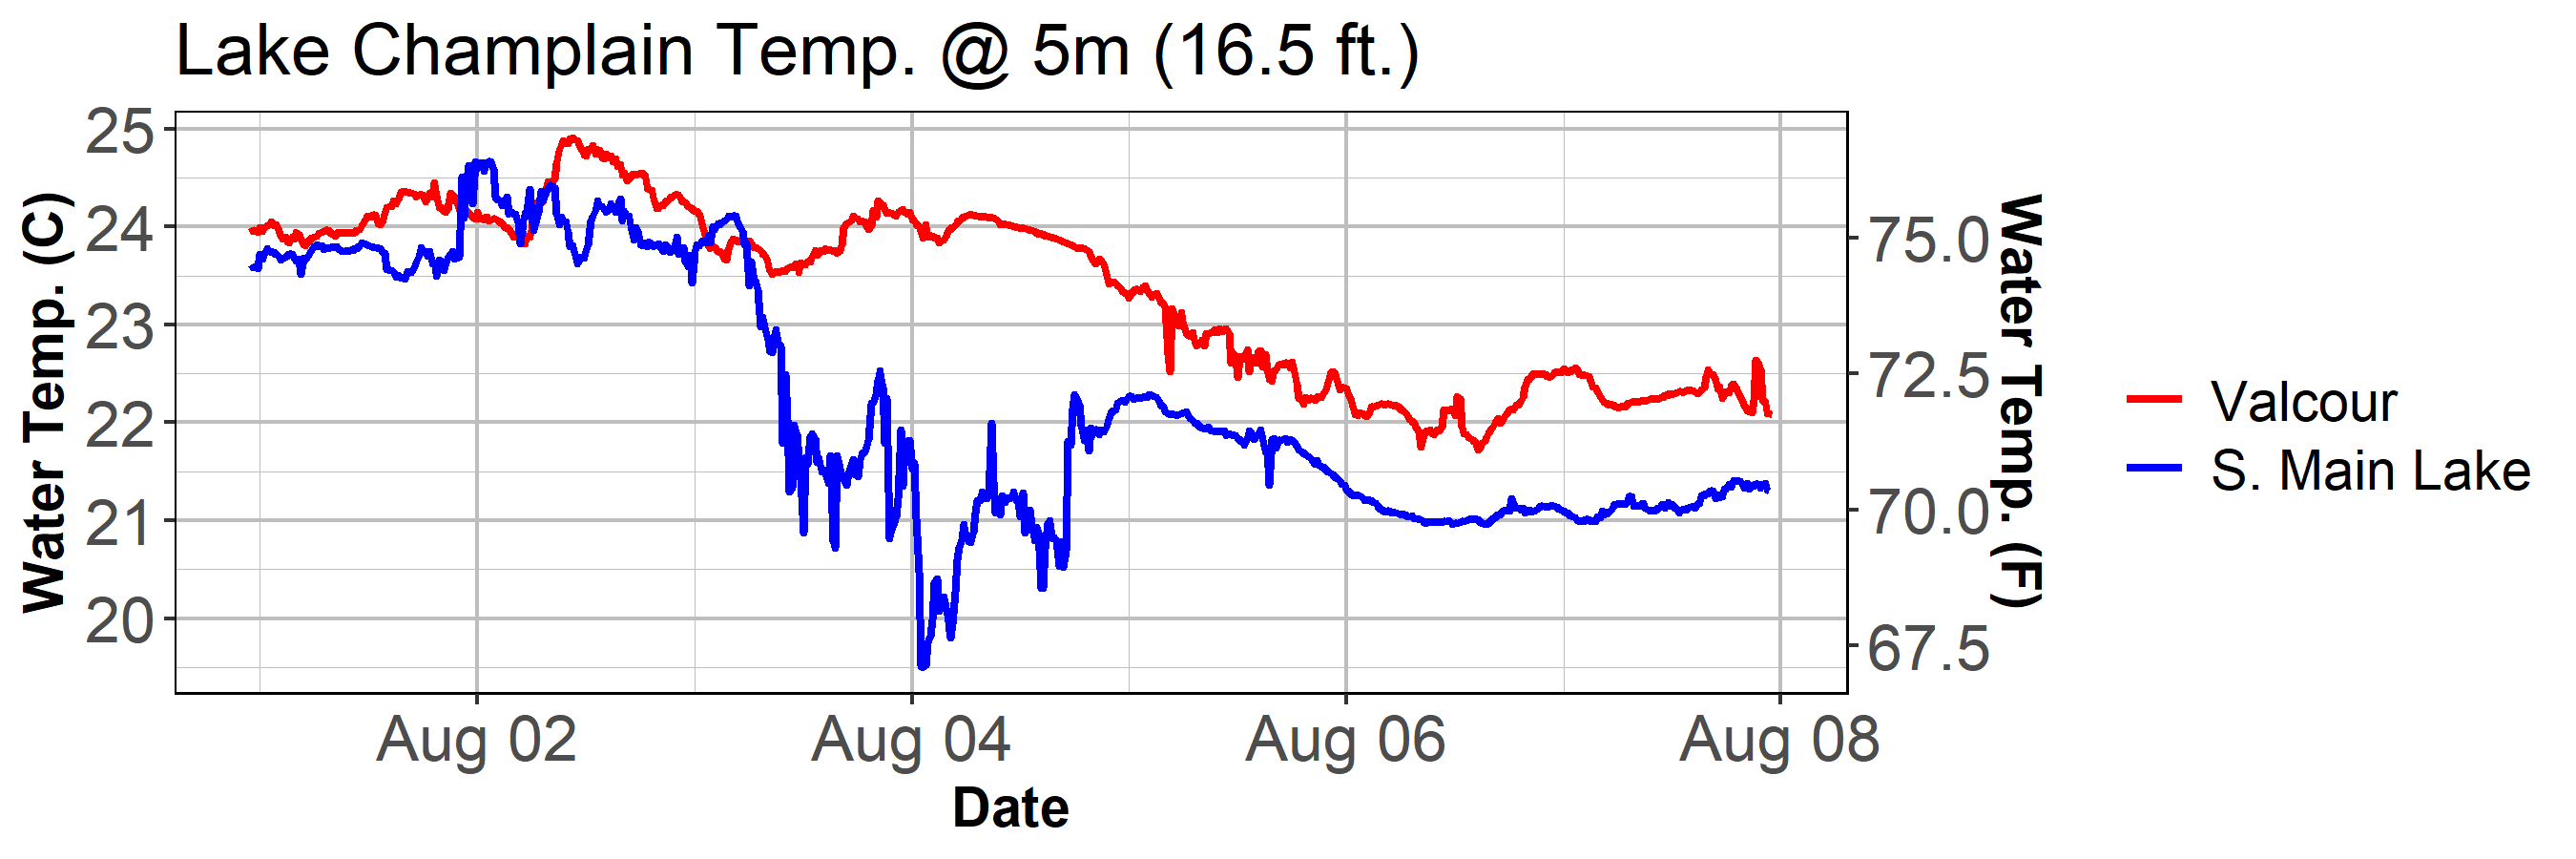 Lake Champlain Temp. @ 5m (16.5 ft.)
Water Temp. (C)
25
24
23
22
21
20
75.0
72.5
70.0
67.5
Water Temp. (F)
Aug 02
Aug 04
Aug 06
Aug 08
Date
Valcour
S. Main Lake